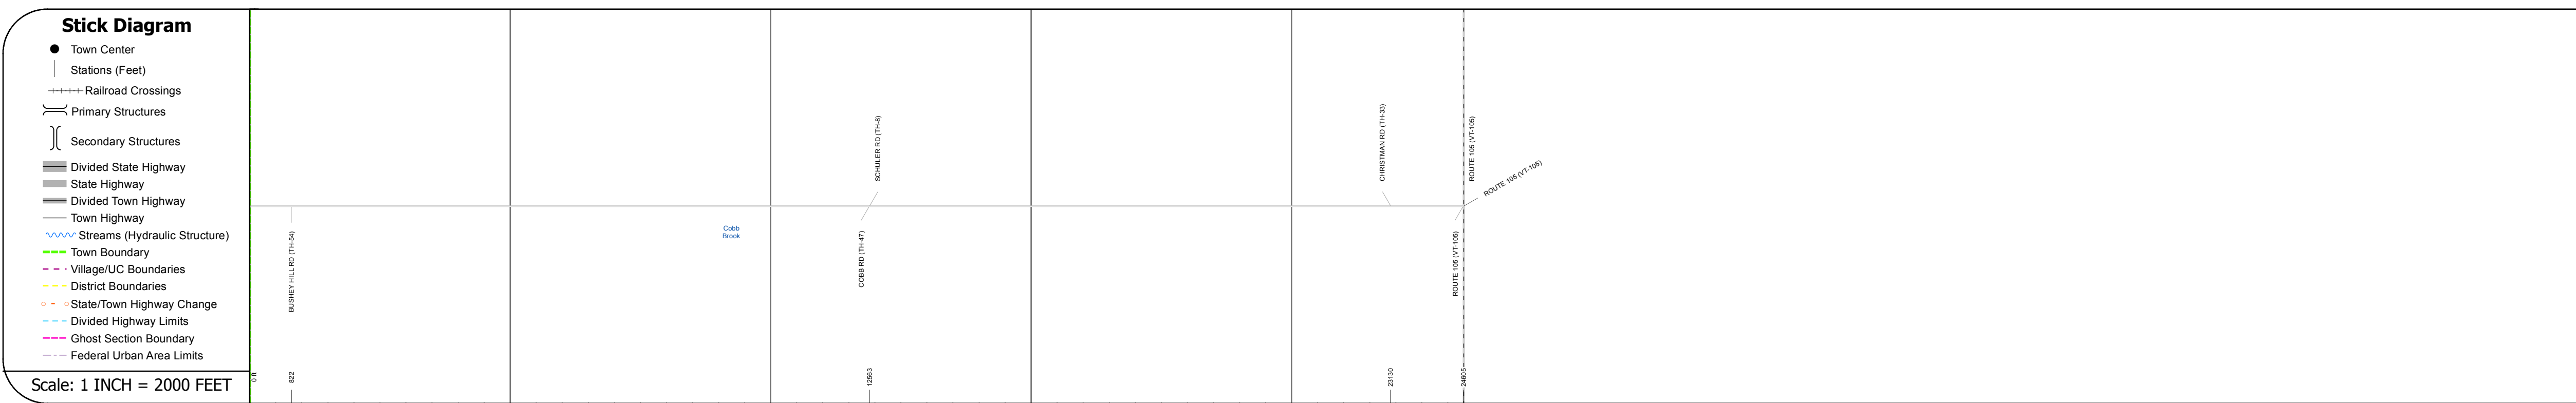 Stick Diagram
Town Center
Stations (Feet)
Railroad Crossings
Primary Structures
Secondary Structures
Divided State Highway
State Highway
Divided Town Highway
Town Highway
Streams (Hydraulic Structure)
Town Boundary
Village/UC Boundaries
District Boundaries
State/Town Highway Change
Divided Highway Limits
Ghost Section Boundary
Federal Urban Area Limits
Scale: 1 INCH = 2000 FEET
SCHULER RD (TH-8)
CHRISTMAN RD (TH-33)
ROUTE 105 (VT-105)
ROUTE 105 (VT-105)
BUSHEY HILL RD (TH-54)
Cobb
Brook
COBB RD (TH-47)
ROUTE 105 (VT-105)
0 ft
822
12563
23130
24605